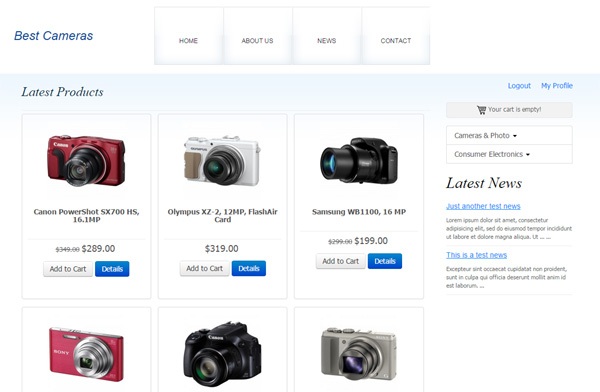 Best Cameras
HOME
ABOUT US
NEWS
CONTACT
Logout
My Profile
Latest Products
Your cart is empty!
Cameras & Photo
Consumer Electronics
Canon
OLYMPUS
Canon PowerShot SX700 HS,
16.1MP
$349.00 $289.00
Add to Cart
Details
Olympus XZ-2, 12MP, FlashAir
Card
$319.00
Add to Cart
Details
Samsung WB1100, 16 MP
$299.00 $199.00
Add to Cart
Details
Latest News
Just another test news
Lorem ipsum dolor sit amet, consectetur
adipisicing elit, sed do eiusmod tempor incididunt
ut labore et dolore magna aliqua. Ut ... ...
This is a test news
Excepteur sint occaecat cupidatat non proident,
sunt in culpa qui officia deserunt mollit anim id
est laborum. ...
SONY
Canon